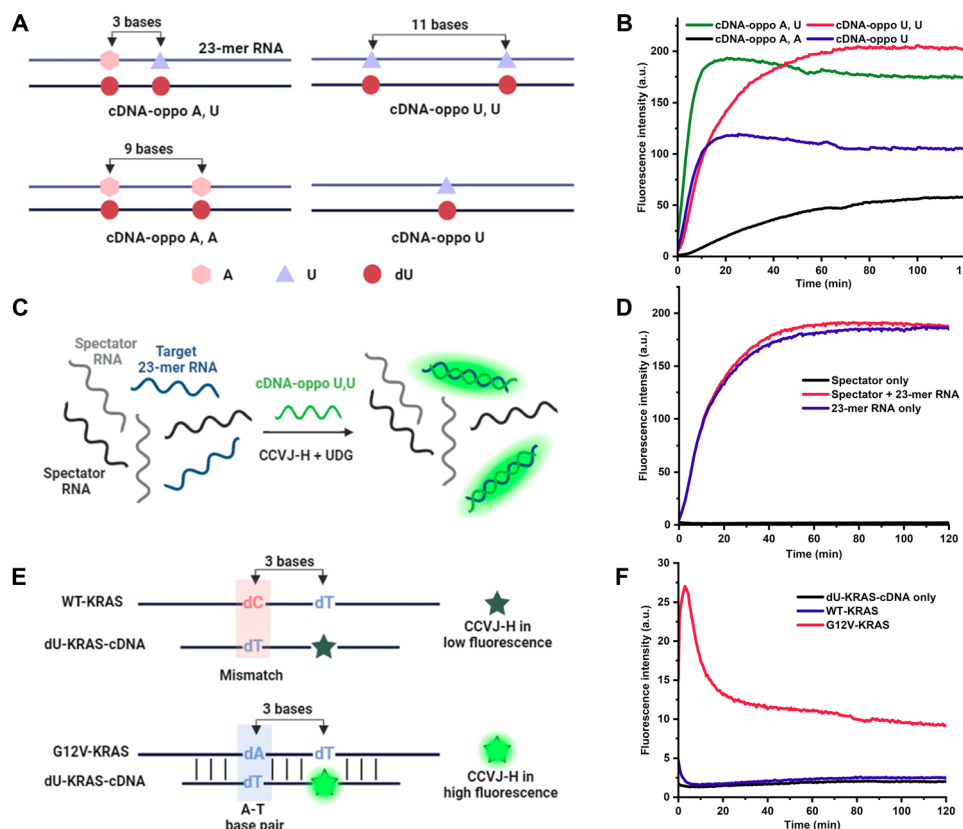 A
3 bases
23-mer RNA
cDNA-oppo A, U
11 bases
cDNA-oppo U, U
9 bases
cDNA-oppo A, A
cDNA-oppo U
A
U
dU
B
cDNA-oppo A, U
cDNA-oppo U, U
cDNA-oppo A, A
cDNA-oppo U
Fluorescence intensity (a.u.)
200
150
100
50
0
0 20 40 60 80 100 120
Time (min)
C
Spectator
RNA
Target
23-mer RNA
cDNA-oppo U,U
CCVJ-H + UDG
Spectator
RNA
D
Spectator only
Spectator + 23-mer RNA
23-mer RNA only
Fluorescence intensity (a.u.)
200
150
100
50
0
0 20 40 60 80 100 120
Time (min)
E
3 bases
WT-KRAS
dC
dT
dU-KRAS-cDNA
dT
Mismatch
CCVJ-H in
low fluorescence
3 bases
G12V-KRAS
dA
dT
dU-KRAS-cDNA
dT
A-T
base pair
CCVJ-H in
high fluorescence
F
dU-KRAS-cDNA only
WT-KRAS
G12V-KRAS
Fluorescence intensity (a.u.)
30
25
20
15
10
5
0
0 20 40 60 80 100 120
Time (min)